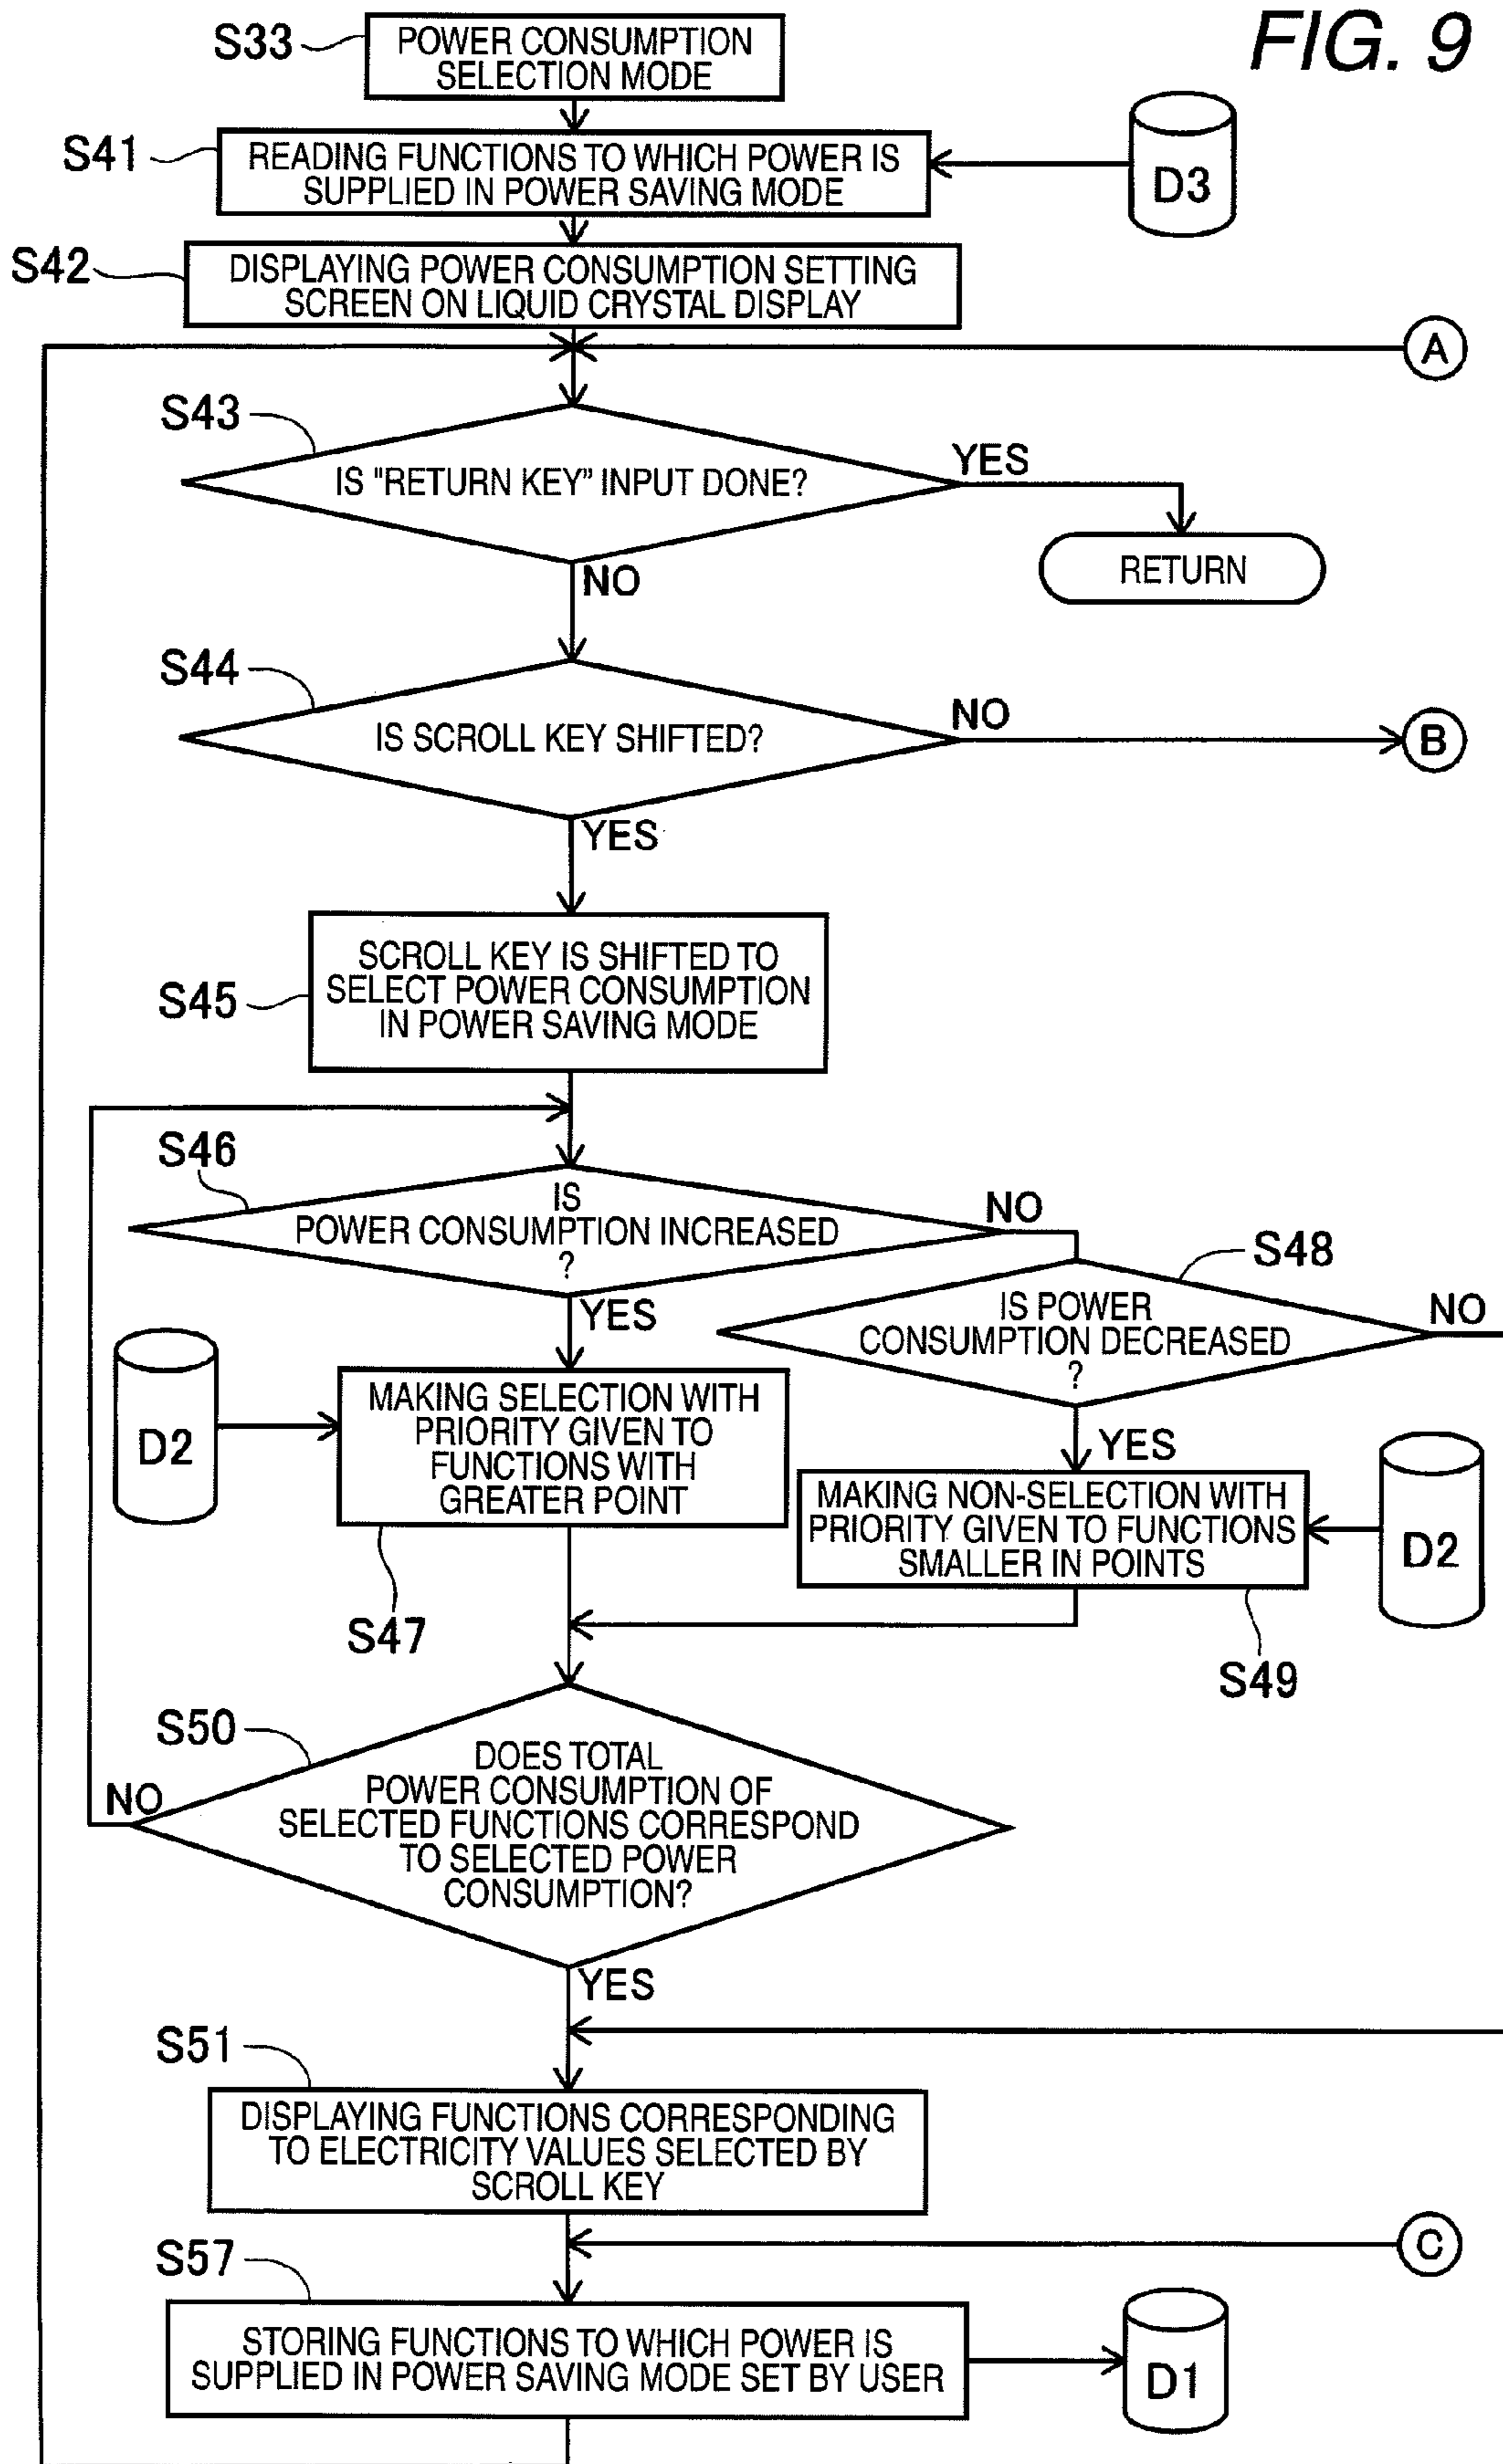 FIG. 9
S33
POWER CONSUMPTION
SELECTION MODE
S41
READING FUNCTIONS TO WHICH POWER IS
SUPPLIED IN POWER SAVING MODE
D3
S42
DISPLAYING POWER CONSUMPTION SETTING
SCREEN ON LIQUID CRYSTAL DISPLAY
A
S43
IS "RETURN KEY" INPUT DONE?
YES
RETURN
NO
S44
IS SCROLL KEY SHIFTED?
NO
B
YES
S45
SCROLL KEY IS SHIFTED TO
SELECT POWER CONSUMPTION
IN POWER SAVING MODE
S46
IS
POWER CONSUMPTION INCREASED
?
NO
YES
S48
IS POWER
CONSUMPTION DECREASED
?
NO
YES
D2
MAKING SELECTION WITH
PRIORITY GIVEN TO
FUNCTIONS WITH
GREATER POINT
S47
MAKING NON-SELECTION WITH
PRIORITY GIVEN TO FUNCTIONS
SMALLER IN POINTS
D2
S49
S50
DOES TOTAL
POWER CONSUMPTION OF
SELECTED FUNCTIONS CORRESPOND
TO SELECTED POWER
CONSUMPTION?
NO
YES
S51
DISPLAYING FUNCTIONS CORRESPONDING
TO ELECTRICITY VALUES SELECTED BY
SCROLL KEY
C
S57
STORING FUNCTIONS TO WHICH POWER IS
SUPPLIED IN POWER SAVING MODE SET BY USER
D1